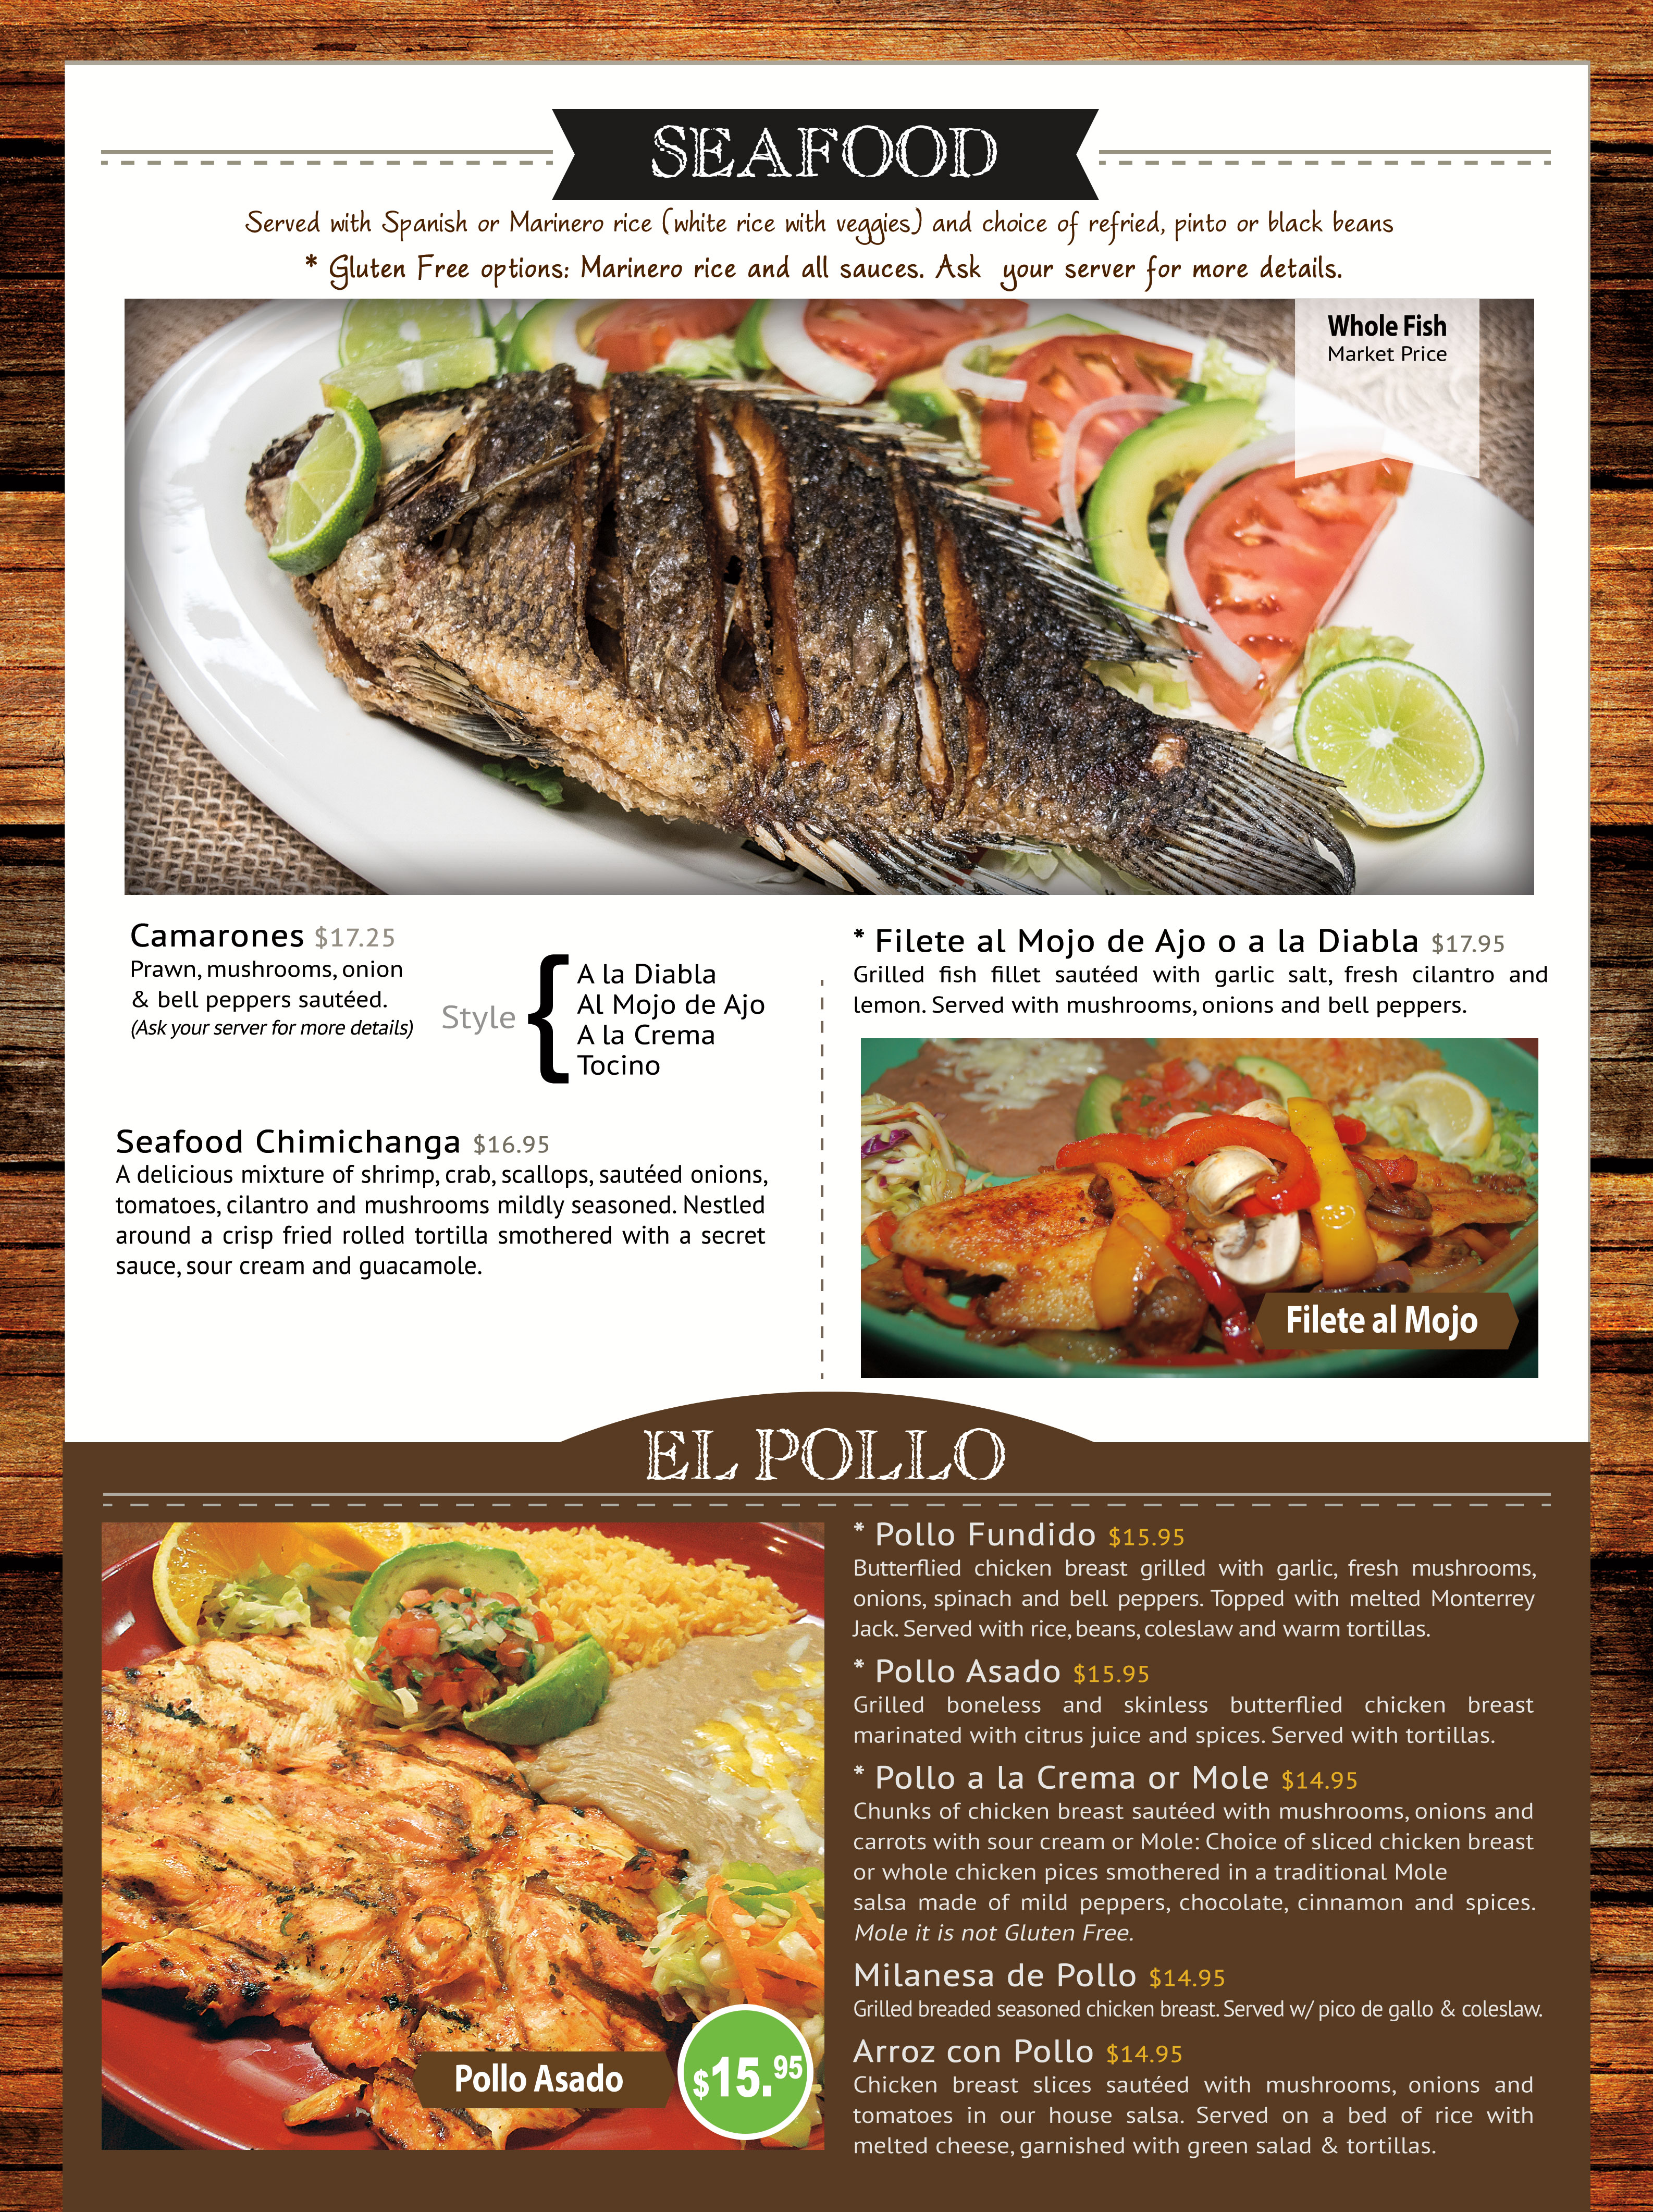 SEAFOOD
Served with Spanish or Marinero rice (white rice with veggies) and choice of refried, pinto or black beans
* Gluten Free options: Marinero rice and all sauces. Ask your server for more details.
Whole Fish
Market Price
Camarones $17.25
Prawn, mushrooms, onion
& bell peppers sautéed.
(Ask your server for more details)
Style {
A la Diabla
Al Mojo de Ajo
A la Crema
Tocino
Seafood Chimichanga $16.95
A delicious mixture of shrimp, crab, scallops, sautéed onions,
tomatoes, cilantro and mushrooms mildly seasoned. Nestled
around a crisp fried rolled tortilla smothered with a secret
sauce, sour cream and guacamole.
* Filete al Mojo de Ajo o a la Diabla $17.95
Grilled fish fillet sautéed with garlic salt, fresh cilantro and
lemon. Served with mushrooms, onions and bell peppers.
Filete al Mojo
EL POLLO
Pollo Asado
$15.95
* Pollo Fundido $15.95
Butterflied chicken breast grilled with garlic, fresh mushrooms,
onions, spinach and bell peppers. Topped with melted Monterrey
Jack. Served with rice, beans, coleslaw and warm tortillas.
* Pollo Asado $15.95
Grilled boneless and skinless butterflied chicken breast
marinated with citrus juice and spices. Served with tortillas.
* Pollo a la Crema or Mole $14.95
Chunks of chicken breast sautéed with mushrooms, onions and
carrots with sour cream or Mole: Choice of sliced chicken breast
or whole chicken pices smothered in a traditional Mole
salsa made of mild peppers, chocolate, cinnamon and spices.
Mole it is not Gluten Free.
Milanesa de Pollo $14.95
Grilled breaded seasoned chicken breast. Served w/ pico de gallo & coleslaw.
Arroz con Pollo $14.95
Chicken breast slices sautéed with mushrooms, onions and
tomatoes in our house salsa. Served on a bed of rice with
melted cheese, garnished with green salad & tortillas.